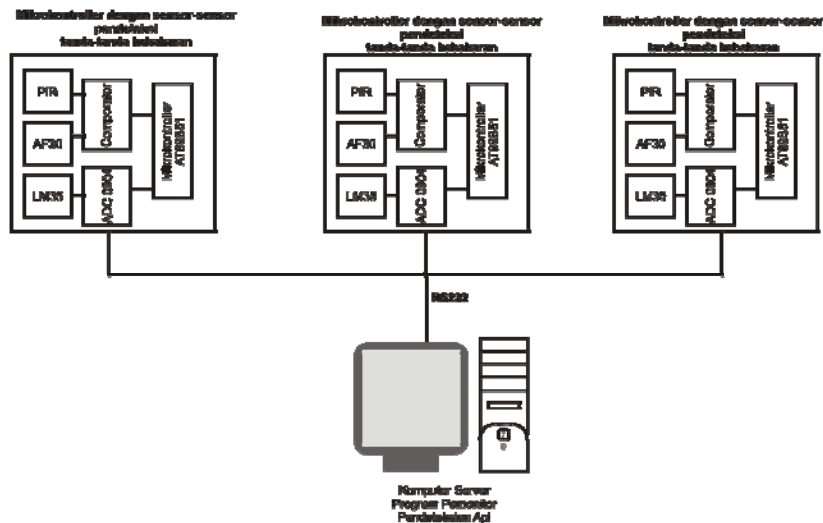 Mikrokontroller dengan sensor-sensor
pendeteksi
tanda-tanda kebakaran
PIR
AF30
LM35
Comparator
ADC 0804
Mikrokontroller
AT89S51
Mikrokontroller dengan sensor-sensor
pendeteksi
tanda-tanda kebakaran
PIR
AF30
LM35
Comparator
ADC 0804
Mikrokontroller
AT89S51
Mikrokontroller dengan sensor-sensor
pendeteksi
tanda-tanda kebakaran
PIR
AF30
LM35
Comparator
ADC 0804
Mikrokontroller
AT89S51
RS232
Komputer Server
Program Pemonitor
Pendeteksian Api